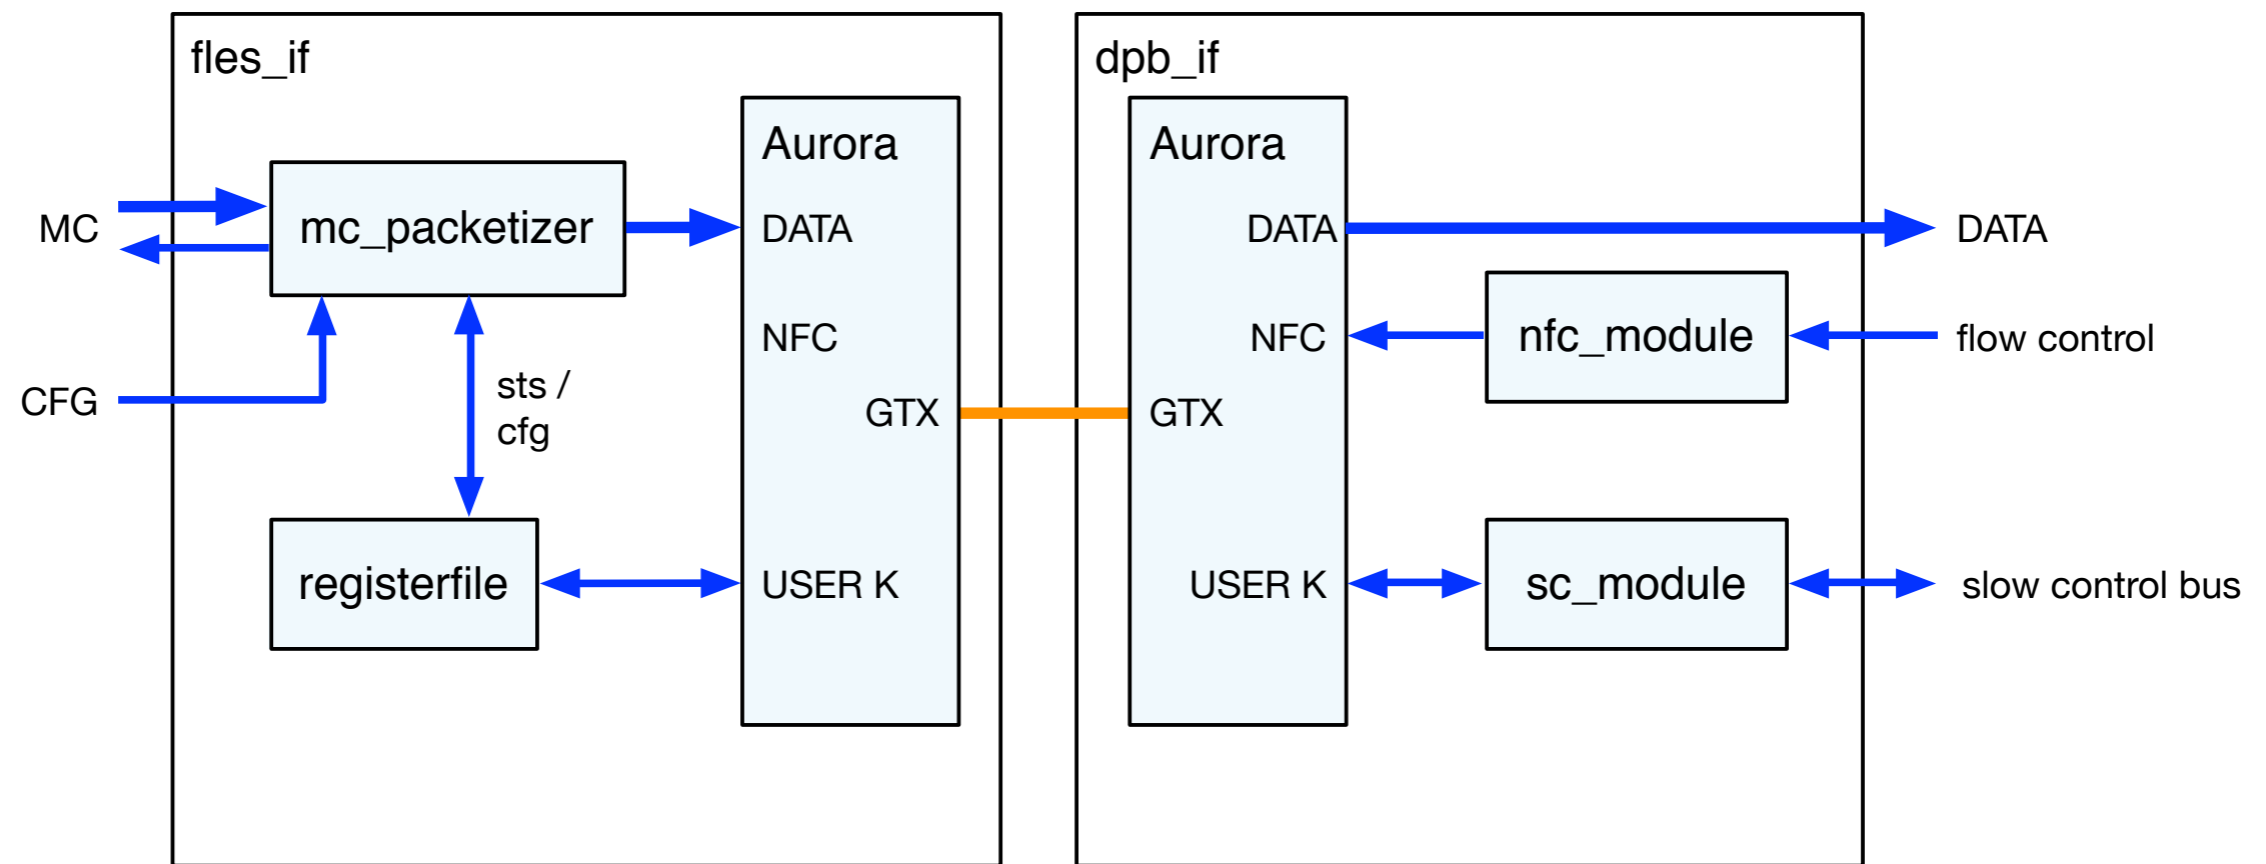 fles_if
dpb_if
Aurora
Aurora
MC
mc_packetizer
DATA
DATA
DATA
NFC
NFC
nfc_module
flow control
CFG
sts /
cfg
GTX
GTX
registerfile
USER K
USER K
sc_module
slow control bus